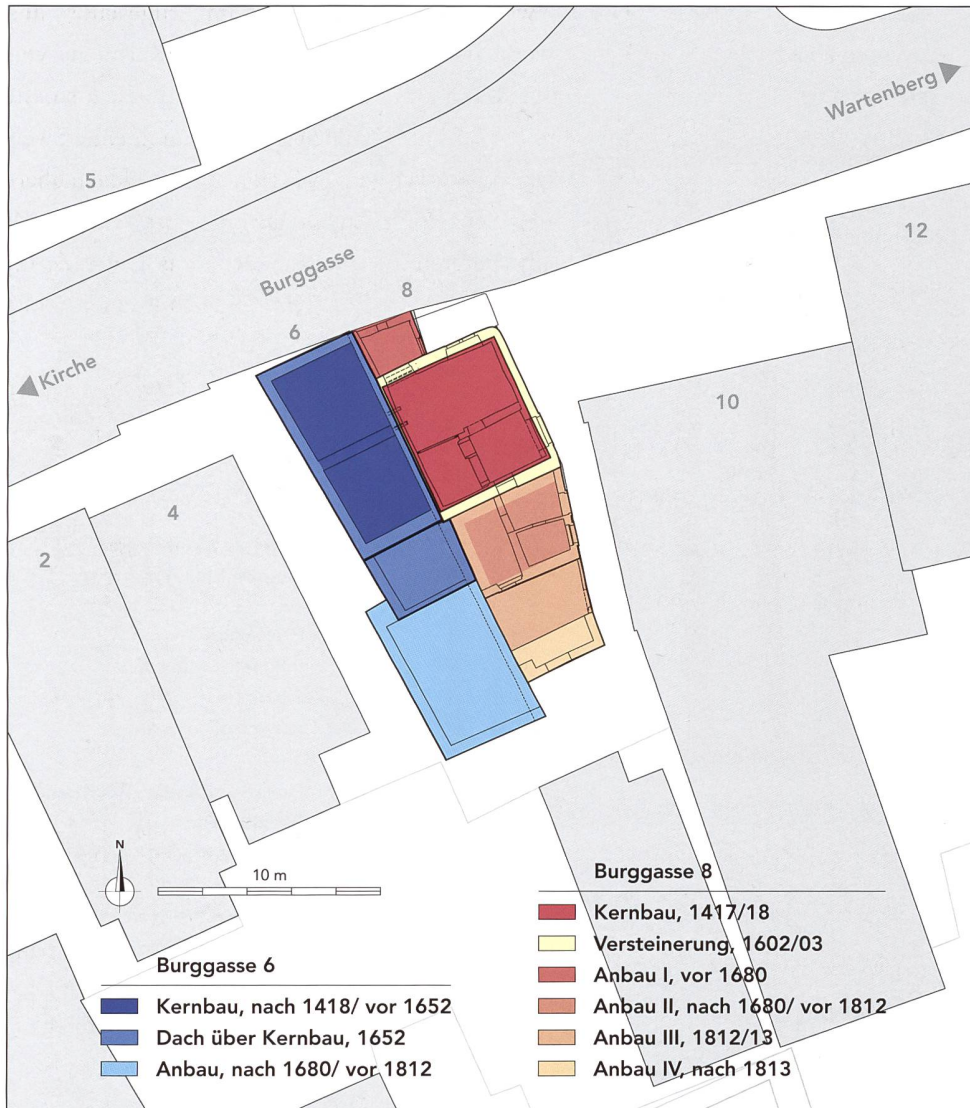 Wartenberg
5
12
Burggasse
8
6
Kirche
10
4
2
N
10 m
Burggasse 8
Kernbau, 1417/18
Versteinerung, 1602/03
Anbau I, vor 1680
Anbau II, nach 1680/ vor 1812
Anbau III, 1812/13
Anbau IV, nach 1813
Burggasse 6
Kernbau, nach 1418/ vor 1652
Dach über Kernbau, 1652
Anbau, nach 1680/ vor 1812